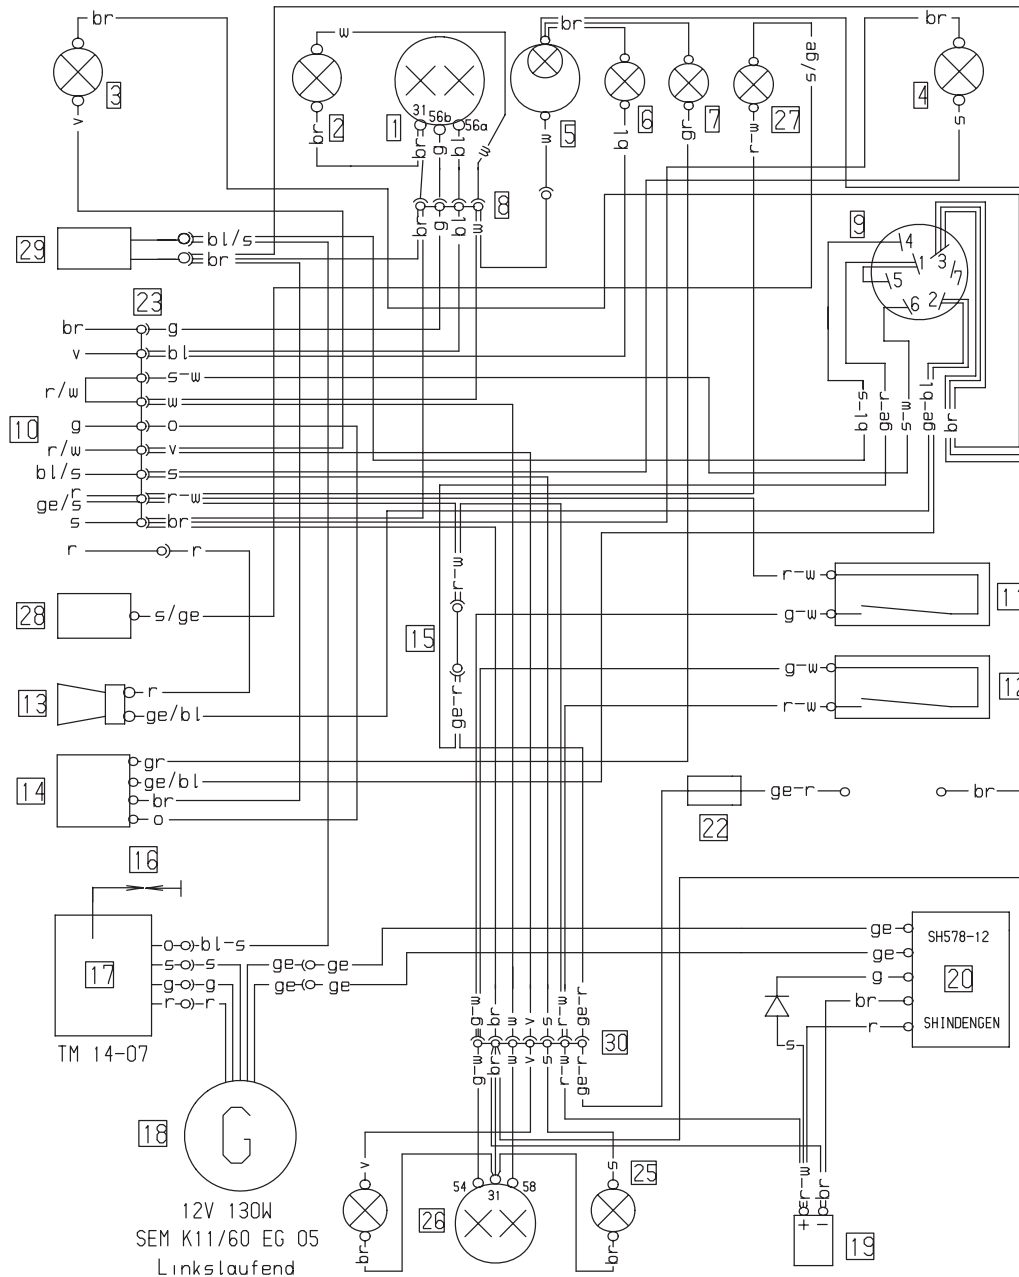 br
w
br
s/ge
br
3
2
1
31
56b
56a
5
6
7
27
4
v
br
br
g
bl
w
w
bl
gr
r-w
s
8
br
g
bl
w
9
4
1
3
5
7
6
2
29
bl/s
br
23
br
g
v
bl
r/w
s-w
w
10
g
o
r/w
v
bl/s
s
r
r-w
ge/s
s
br
bl-s
ge-r
s-w
ge-bl
br
r
r
28
s/ge
15
w-r
ge-r
r-w
g-w
11
g-w
r-w
12
13
r
ge/bl
14
gr
ge/bl
br
o
22
ge-r
br
16
17
o
bl-s
s
s
g
g
r
r
TM 14-07
ge
ge
ge
ge
ge
ge
g
br
r
SH578-12
20
SHINDENGEN
s
g-w
br
w
v
s
w-r
ge-r
30
g-w
br
w
v
s
w-r
ge-r
18
G
12V 130W
SEM K11/60 EG 05
Linkslaufend
v
br
54
31
58
26
s
25
br
r-w
br
+
-
19